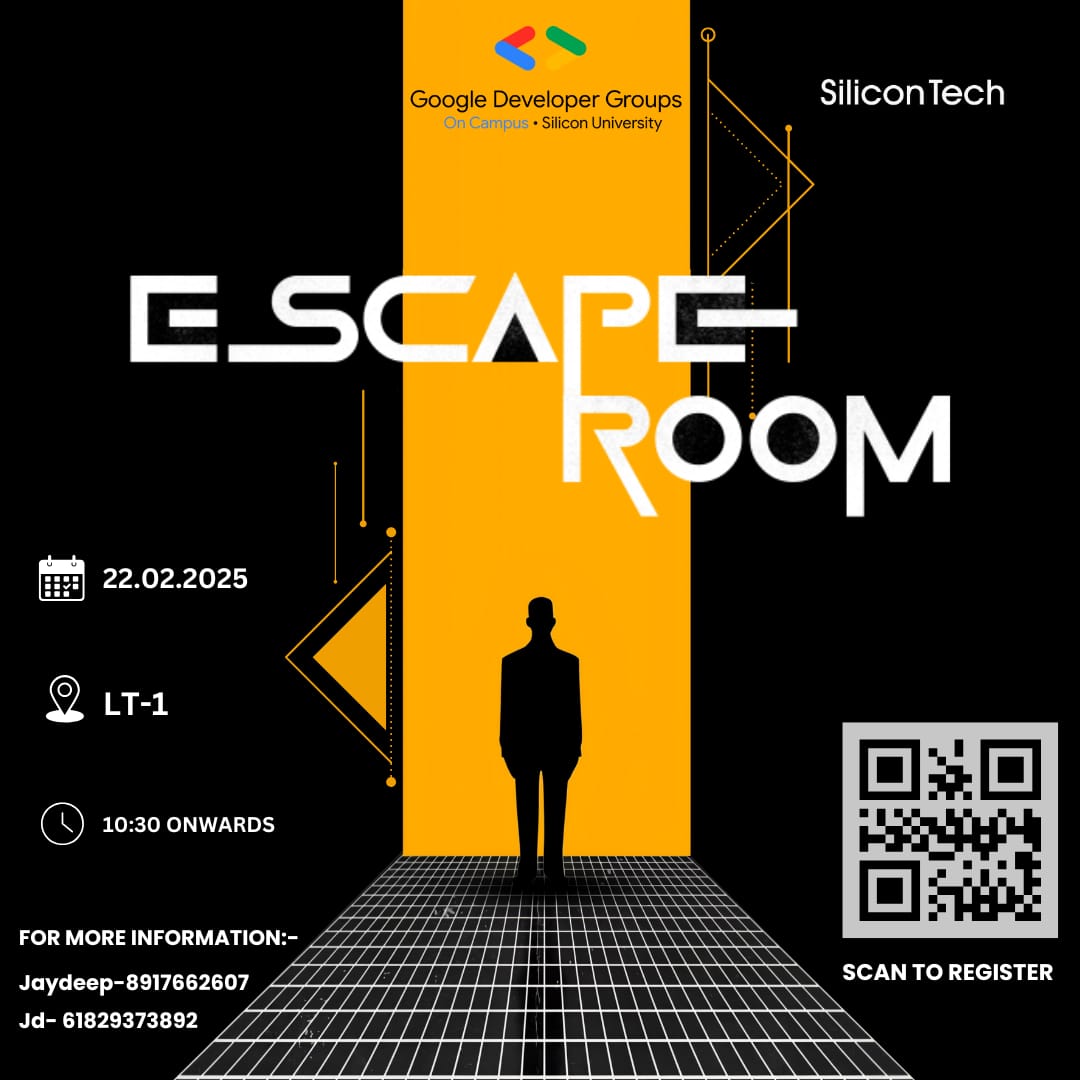 Google Developer Groups
On Campus • Silicon University
SiliconTech
ESCAPE
ROOM
22.02.2025
LT-1
10:30 ONWARDS
FOR MORE INFORMATION:-
Jaydeep-8917662607
Jd- 61829373892
SCAN TO REGISTER